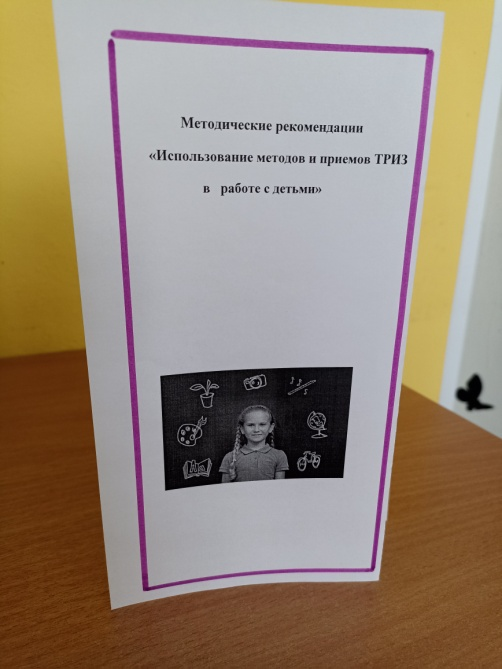 Методические рекомендации
«Использование методов и приемов ТРИЗ
в работе с детьми»